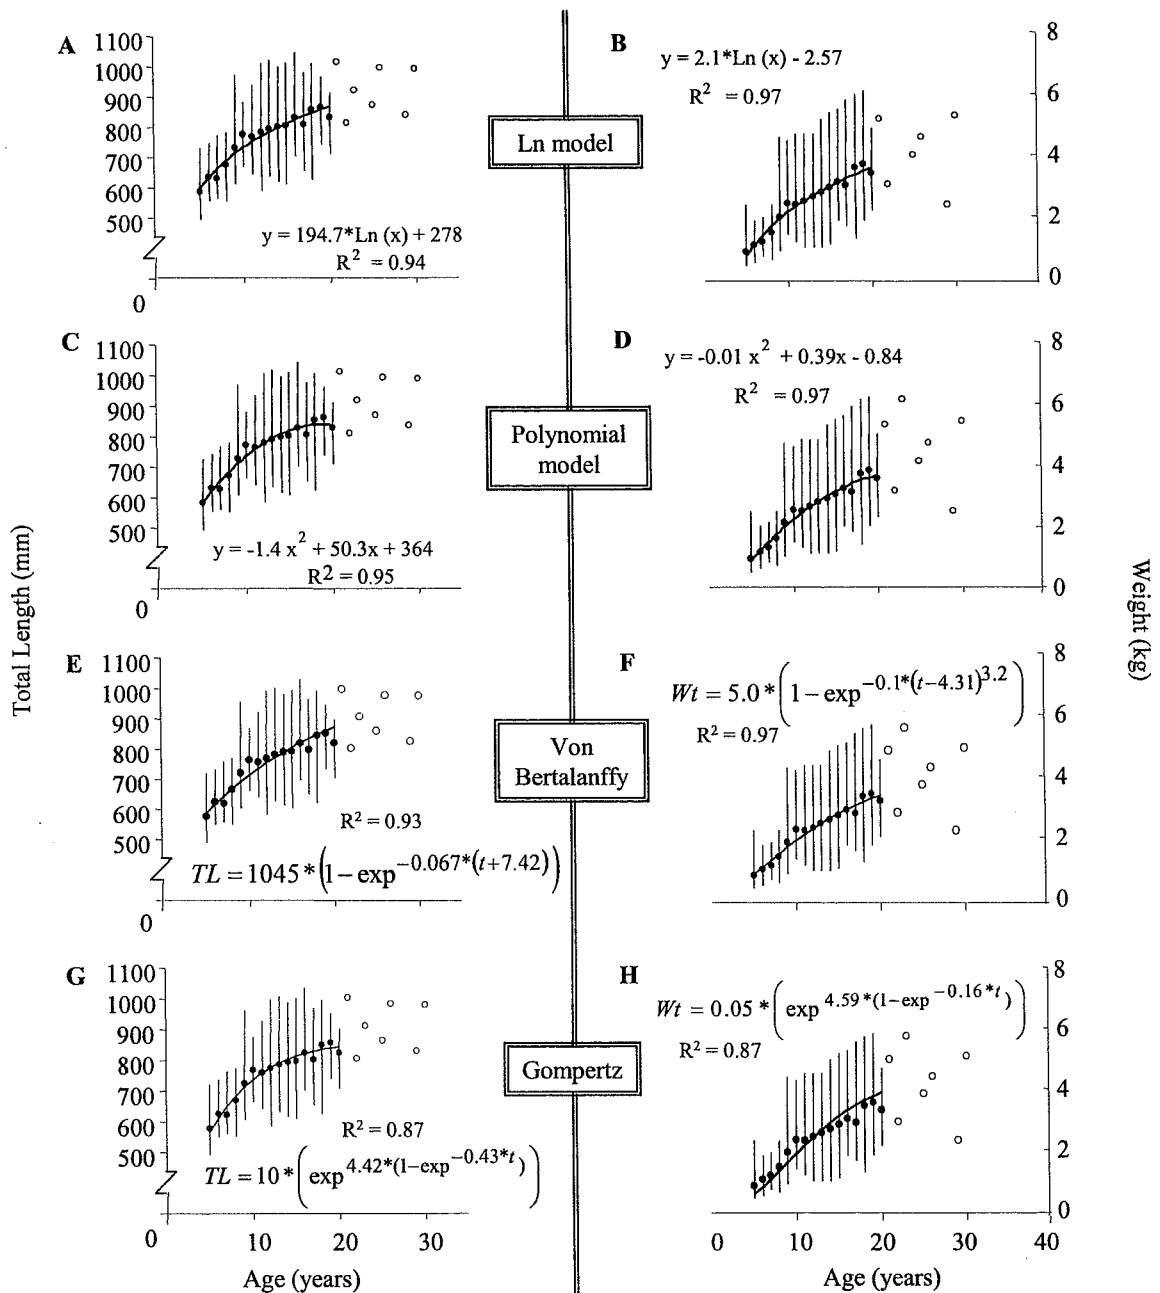 A
1100
1000
900
800
700
600
500
0
y = 194.7*Ln (x) + 278
R² = 0.94
Ln model
B
y = 2.1*Ln (x) - 2.57
R² = 0.97
8
6
4
2
0
C
1100
1000
900
800
700
600
500
0
y = -1.4 x² + 50.3x + 364
R² = 0.95
Polynomial
model
D
y = -0.01 x² + 0.39x - 0.84
R² = 0.97
8
6
4
2
0
Total Length (mm)
Weight (kg)
E
1100
1000
900
800
700
600
500
0
R² = 0.93
TL = 1045 * (1 – exp^{-0.067*(t+7.42)})
Von
Bertalanffy
F
Wt = 5.0 * (1 – exp^{-0.1*(t-4.31)^{3.2}})
R² = 0.97
8
6
4
2
0
G
1100
1000
900
800
700
600
500
0
R² = 0.87
TL = 10 * (exp^{4.42*(1-exp^{-0.43*t})})
10
20
30
Age (years)
Gompertz
H
Wt = 0.05 * (exp^{4.59*(1-exp^{-0.16*t})})
R² = 0.87
8
6
4
2
0
0
10
20
30
40
Age (years)